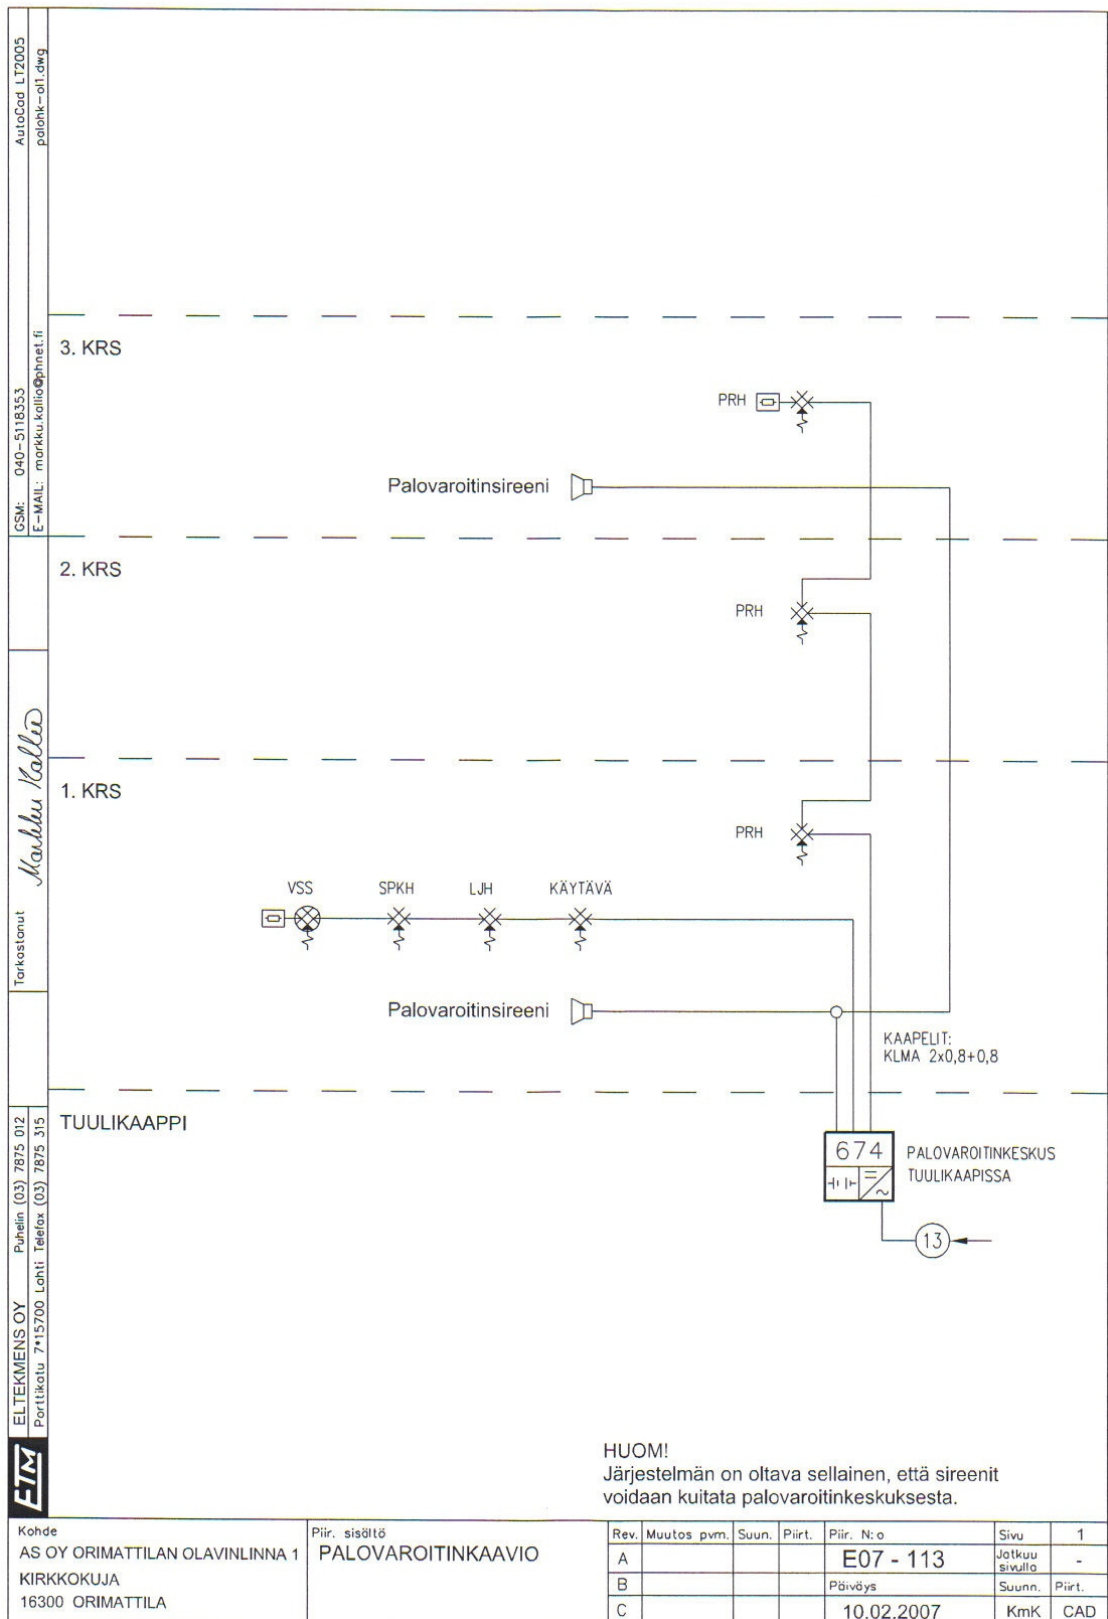 AutoCad LT2005
palohk-ol1.dwg
GSM: 040-5118353
E-MAIL: markku.kallio@phnet.fi
Markku Kallio
Tarkastanut
Puhelin (03) 7875 012
Telefax (03) 7875 315
ELTEKMENS OY
Porttikatu 7*15700 Lahti
ETM
3. KRS
PRH
Palovaroitinsireeni
2. KRS
PRH
1. KRS
PRH
VSS SPKH LJH KÄYTÄVÄ
Palovaroitinsireeni
KAAPELIT:
KLMA 2x0,8+0,8
TUULIKAAPPI
674
PALOVAROITINKESKUS
TUULIKAAPISSA
13
HUOM!
Järjestelmän on oltava sellainen, että sireenit
voidaan kuitata palovaroitinkeskuksesta.
Kohde
AS OY ORIMATTILAN OLAVINLINNA 1
KIRKKOKUJA
16300 ORIMATTILA
Piir. sisältö
PALOVAROITINKAAVIO
Rev. Muutos pvm. Suun. Piirt. Piir. N:o Sivu 1
A E07 - 113 Jatkuu sivulla -
B Päiväys Suunn. Piirt.
C 10.02.2007 KmK CAD